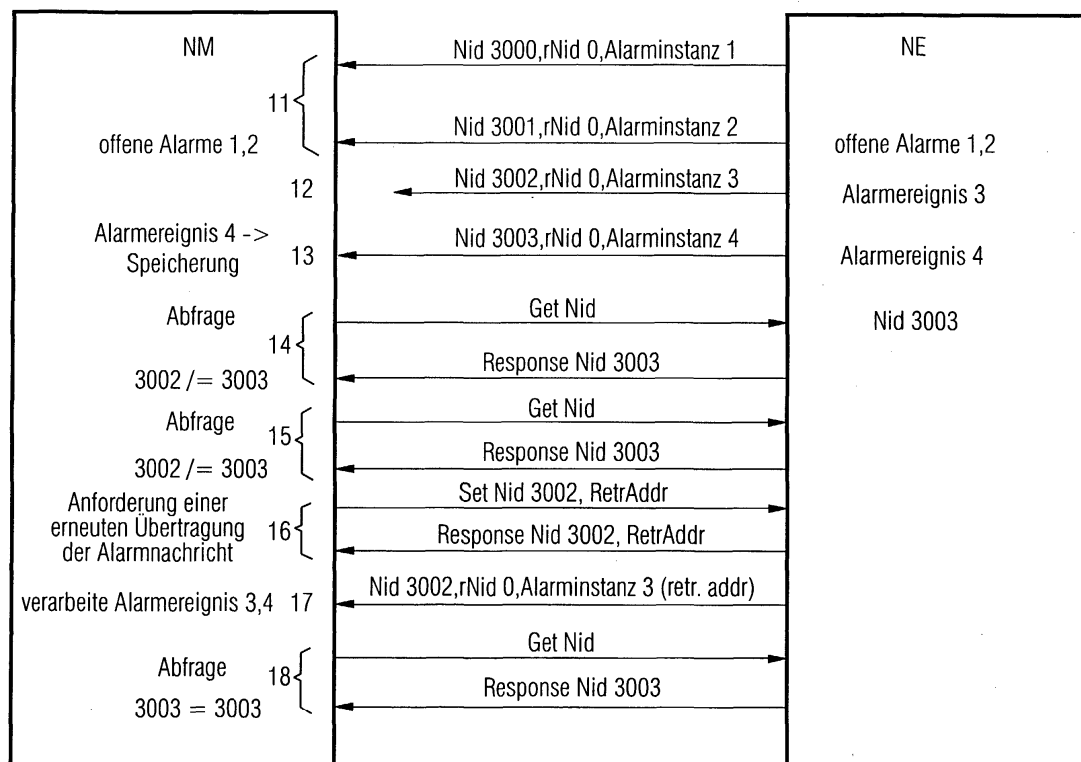 NM
NE
Nid 3000,rNid 0,Alarminstanz 1
11
Nid 3001,rNid 0,Alarminstanz 2
offene Alarme 1,2
offene Alarme 1,2
12
Nid 3002,rNid 0,Alarminstanz 3
Alarmereignis 3
Alarmereignis 4 ->
Speicherung
13
Nid 3003,rNid 0,Alarminstanz 4
Alarmereignis 4
Abfrage
14
Get Nid
Nid 3003
3002 /= 3003
Response Nid 3003
Abfrage
15
Get Nid
3002 /= 3003
Response Nid 3003
Anforderung einer
erneuten Übertragung
der Alarmnachricht
16
Set Nid 3002, RetrAddr
Response Nid 3002, RetrAddr
verarbeite Alarmereignis 3,4
17
Nid 3002,rNid 0,Alarminstanz 3 (retr. addr)
Abfrage
18
Get Nid
3003 = 3003
Response Nid 3003